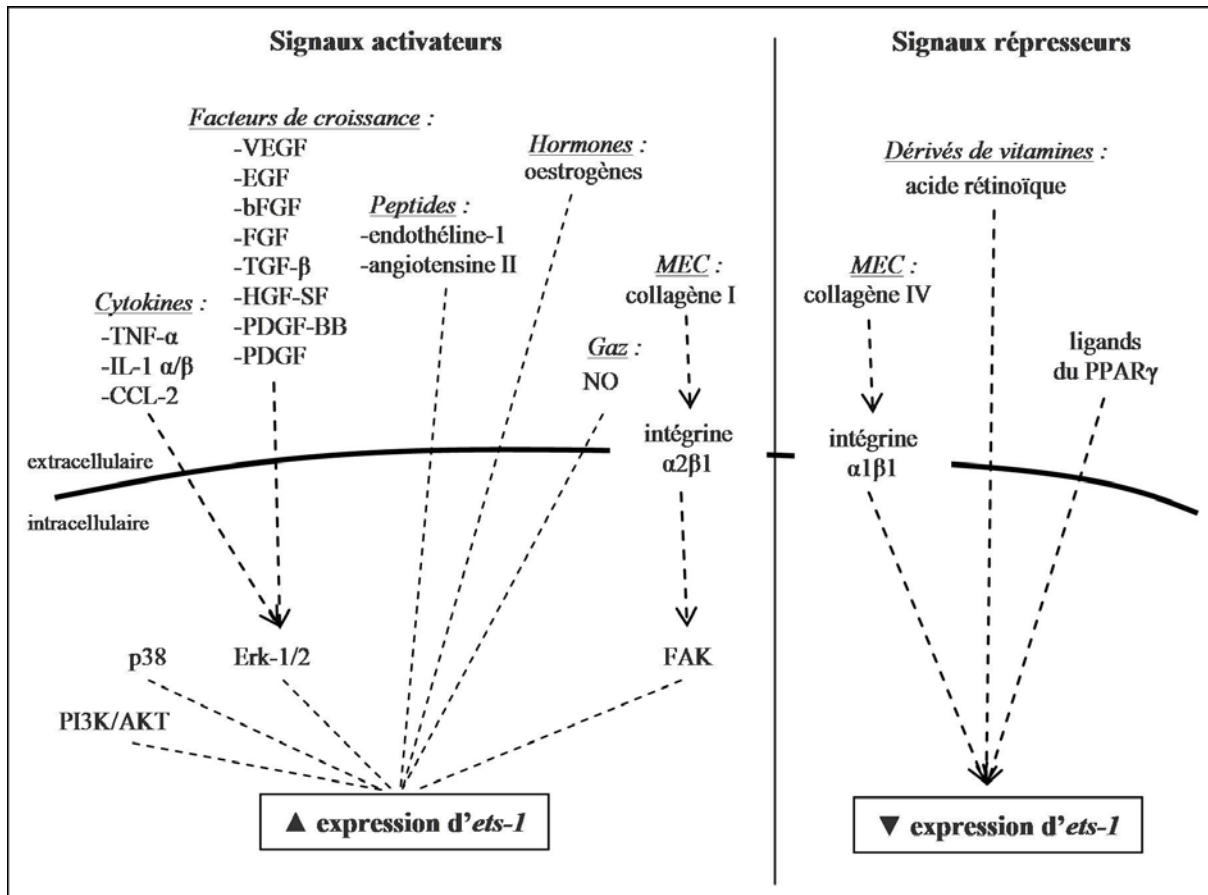 Signaux activateurs
Facteurs de croissance :
-VEGF
-EGF
-bFGF
-FGF
-TGF-β
-HGF-SF
-PDGF-BB
-PDGF
Cytokines :
-TNF-α
-IL-1 α/β
-CCL-2
Peptides :
-endothéline-1
-angiotensine II
Hormones :
oestrogènes
Gaz :
NO
MEC :
collagène I
intégrine
α2β1
extracellulaire
intracellulaire
p38
Erk-1/2
FAK
PI3K/AKT
▲ expression d’ets-1
Signaux répresseurs
Dérivés de vitamines :
acide rétinoïque
MEC :
collagène IV
ligands
du PPARγ
intégrine
α1β1
▼ expression d’ets-1